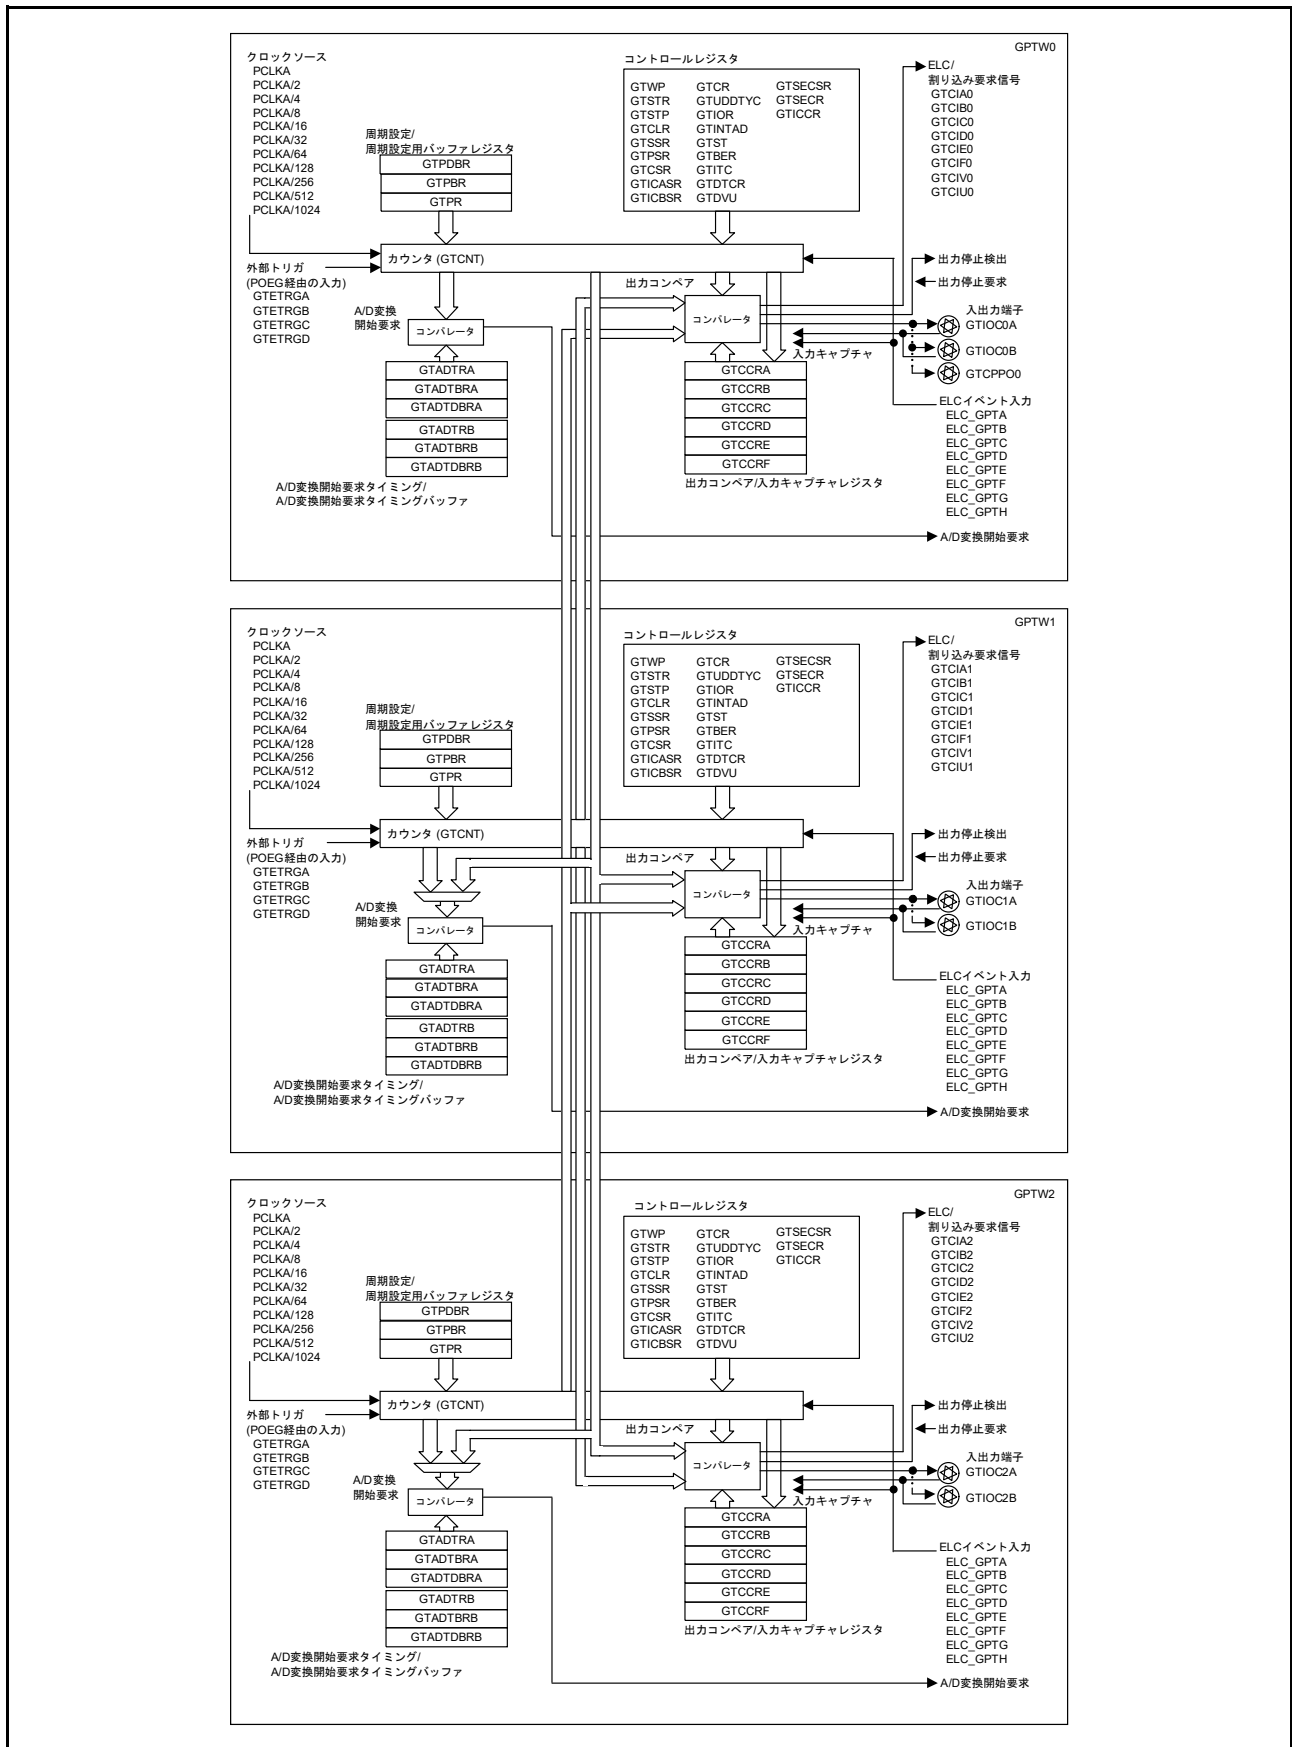 GPTW0
クロックソース
PCLKA
PCLKA/2
PCLKA/4
PCLKA/8
PCLKA/16
PCLKA/32
PCLKA/64
PCLKA/128
PCLKA/256
PCLKA/512
PCLKA/1024
外部トリガ
(POEG経由の入力)
GTETRGA
GTETRGB
GTETRGC
GTETRGD
周期設定/
周期設定用バッファレジスタ
GTPDBR
GTPBR
GTPR
カウンタ (GTCNT)
A/D変換
開始要求
コンパレータ
GTADTRA
GTADTBRA
GTADTDBRA
GTADTRB
GTADTBRB
GTADTDBRB
A/D変換開始要求タイミング/
A/D変換開始要求タイミングバッファ
コントロールレジスタ
GTWP GTCR GTSECSR
GTSTR GTUDDTYC GTSECR
GTSTP GTIOR GTICCR
GTCLR GTINTAD
GTSSR GTST
GTPSR GTBER
GTCSR GTITC
GTICASR GTDTCR
GTICBSR GTDVU
出力コンペア
コンパレータ
入力キャプチャ
GTCCRA
GTCCRB
GTCCRC
GTCCRD
GTCCRE
GTCCRF
出力コンペア/入力キャプチャレジスタ
ELC/
割り込み要求信号
GTCIA0
GTCIB0
GTCIC0
GTCID0
GTCIE0
GTCIF0
GTCIV0
GTCIU0
出力停止検出
出力停止要求
入出力端子
GTIOC0A
GTIOC0B
GTCPPO0
ELCイベント入力
ELC_GPTA
ELC_GPTB
ELC_GPTC
ELC_GPTD
ELC_GPTE
ELC_GPTF
ELC_GPTG
ELC_GPTH
A/D変換開始要求
GPTW1
クロックソース
PCLKA
PCLKA/2
PCLKA/4
PCLKA/8
PCLKA/16
PCLKA/32
PCLKA/64
PCLKA/128
PCLKA/256
PCLKA/512
PCLKA/1024
外部トリガ
(POEG経由の入力)
GTETRGA
GTETRGB
GTETRGC
GTETRGD
周期設定/
周期設定用バッファレジスタ
GTPDBR
GTPBR
GTPR
カウンタ (GTCNT)
A/D変換
開始要求
コンパレータ
GTADTRA
GTADTBRA
GTADTDBRA
GTADTRB
GTADTBRB
GTADTDBRB
A/D変換開始要求タイミング/
A/D変換開始要求タイミングバッファ
コントロールレジスタ
GTWP GTCR GTSECSR
GTSTR GTUDDTYC GTSECR
GTSTP GTIOR GTICCR
GTCLR GTINTAD
GTSSR GTST
GTPSR GTBER
GTCSR GTITC
GTICASR GTDTCR
GTICBSR GTDVU
出力コンペア
コンパレータ
入力キャプチャ
GTCCRA
GTCCRB
GTCCRC
GTCCRD
GTCCRE
GTCCRF
出力コンペア/入力キャプチャレジスタ
ELC/
割り込み要求信号
GTCIA1
GTCIB1
GTCIC1
GTCID1
GTCIE1
GTCIF1
GTCIV1
GTCIU1
出力停止検出
出力停止要求
入出力端子
GTIOC1A
GTIOC1B
ELCイベント入力
ELC_GPTA
ELC_GPTB
ELC_GPTC
ELC_GPTD
ELC_GPTE
ELC_GPTF
ELC_GPTG
ELC_GPTH
A/D変換開始要求
GPTW2
クロックソース
PCLKA
PCLKA/2
PCLKA/4
PCLKA/8
PCLKA/16
PCLKA/32
PCLKA/64
PCLKA/128
PCLKA/256
PCLKA/512
PCLKA/1024
外部トリガ
(POEG経由の入力)
GTETRGA
GTETRGB
GTETRGC
GTETRGD
周期設定/
周期設定用バッファレジスタ
GTPDBR
GTPBR
GTPR
カウンタ (GTCNT)
A/D変換
開始要求
コンパレータ
GTADTRA
GTADTBRA
GTADTDBRA
GTADTRB
GTADTBRB
GTADTDBRB
A/D変換開始要求タイミング/
A/D変換開始要求タイミングバッファ
コントロールレジスタ
GTWP GTCR GTSECSR
GTSTR GTUDDTYC GTSECR
GTSTP GTIOR GTICCR
GTCLR GTINTAD
GTSSR GTST
GTPSR GTBER
GTCSR GTITC
GTICASR GTDTCR
GTICBSR GTDVU
出力コンペア
コンパレータ
入力キャプチャ
GTCCRA
GTCCRB
GTCCRC
GTCCRD
GTCCRE
GTCCRF
出力コンペア/入力キャプチャレジスタ
ELC/
割り込み要求信号
GTCIA2
GTCIB2
GTCIC2
GTCID2
GTCIE2
GTCIF2
GTCIV2
GTCIU2
出力停止検出
出力停止要求
入出力端子
GTIOC2A
GTIOC2B
ELCイベント入力
ELC_GPTA
ELC_GPTB
ELC_GPTC
ELC_GPTD
ELC_GPTE
ELC_GPTF
ELC_GPTG
ELC_GPTH
A/D変換開始要求